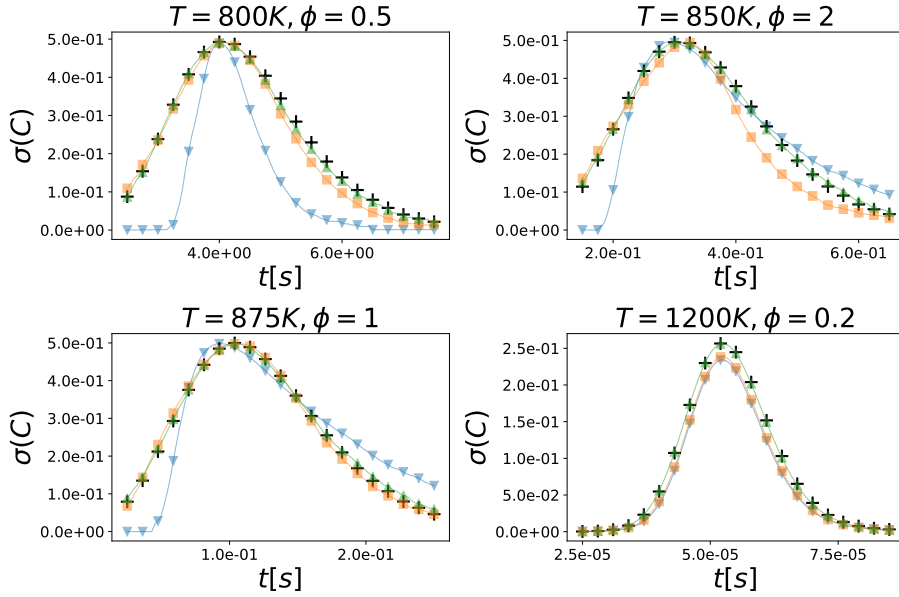 T = 800K, ϕ = 0.5
σ(C)
5.0e-01
4.0e-01
3.0e-01
2.0e-01
1.0e-01
0.0e+00
4.0e+00 6.0e+00
t[s]
T = 850K, ϕ = 2
σ(C)
5.0e-01
4.0e-01
3.0e-01
2.0e-01
1.0e-01
0.0e+00
2.0e-01 4.0e-01 6.0e-01
t[s]
T = 875K, ϕ = 1
σ(C)
5.0e-01
4.0e-01
3.0e-01
2.0e-01
1.0e-01
0.0e+00
1.0e-01 2.0e-01
t[s]
T = 1200K, ϕ = 0.2
σ(C)
2.5e-01
2.0e-01
1.5e-01
1.0e-01
5.0e-02
0.0e+00
2.5e-05 5.0e-05 7.5e-05
t[s]